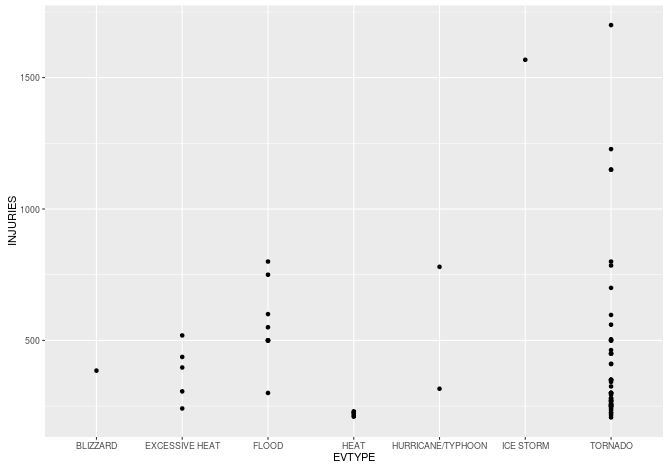 1500
1000
500
INJURIES
BLIZZARD EXCESSIVE HEAT FLOOD HEAT HURRICANE/TYPHOON ICE STORM TORNADO
EVTYPE